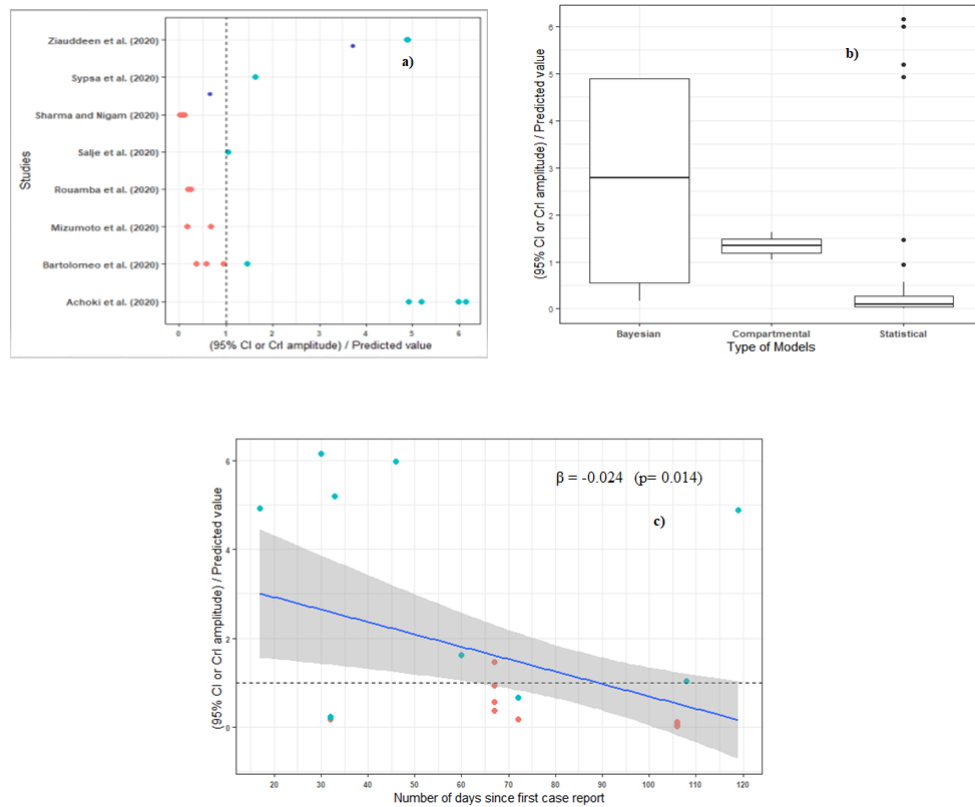 Ziauddeen et al. (2020)
Sypsa et al. (2020)
Sharma and Nigam (2020)
Salje et al. (2020)
Rouamba et al. (2020)
Mizumoto et al. (2020)
Bartolomeo et al. (2020)
Achoki et al. (2020)
Studies
a)
0 1 2 3 4 5 6
(95% CI or CrI amplitude) / Predicted value
(95% CI or CrI amplitude) / Predicted value
6
5
4
3
2
1
0
b)
Bayesian Compartmental Statistical
Type of Models
(95% CI or CrI amplitude) / Predicted value
6
4
2
1
0
β = -0.024 (p= 0.014)
c)
20 30 40 50 60 70 80 90 100 110 120
Number of days since first case report